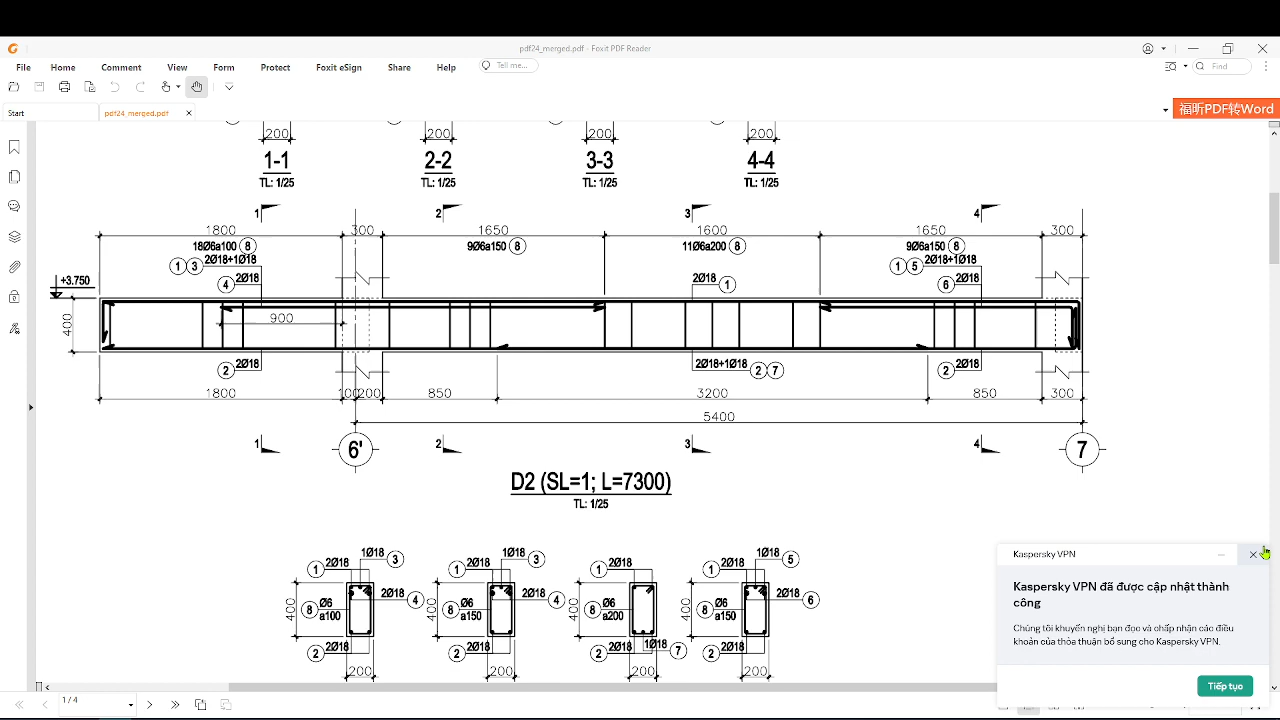 pdf24_merged.pdf - Foxit PDF Reader
File Home Comment View Form Protect Foxit eSign Share Help Tell me... Find
Start pdf24_merged.pdf 福昕PDF转Word
200 200 200 200
1-1 2-2 3-3 4-4
TL: 1/25 TL: 1/25 TL: 1/25 TL: 1/25
1 2 3 4
1800 300 1650 1600 1650 300
18Ø6a100 8 9Ø6a150 8 11Ø6a200 8 9Ø6a150 8
1 3 2Ø18+1Ø18 1 5 2Ø18+1Ø18
4 2Ø18 2Ø18 1 6 2Ø18
+3.750
400 900
2 2Ø18 2Ø18+1Ø18 2 7 2 2Ø18
1800 100 200 850 3200 850 300
5400
1 6' 2 3 4 7
D2 (SL=1; L=7300)
TL: 1/25
1Ø18 3 1Ø18 3 1Ø18 5
1 2Ø18 1 2Ø18 1 2Ø18 1 2Ø18
400 8 Ø6 a100 2Ø18 4 400 8 Ø6 a150 2Ø18 4 400 8 Ø6 a200 400 8 Ø6 a150 2Ø18 6
2 2Ø18 2 2Ø18 2 2Ø18 1Ø18 7 2 2Ø18
200 200 200 200
Kaspersky VPN
Kaspersky VPN đã được cập nhật thành
công
Chúng tôi khuyến nghị bạn đọc và chấp nhận các điều
khoản của thỏa thuận bổ sung cho Kaspersky VPN.
Tiếp tục
1 / 4